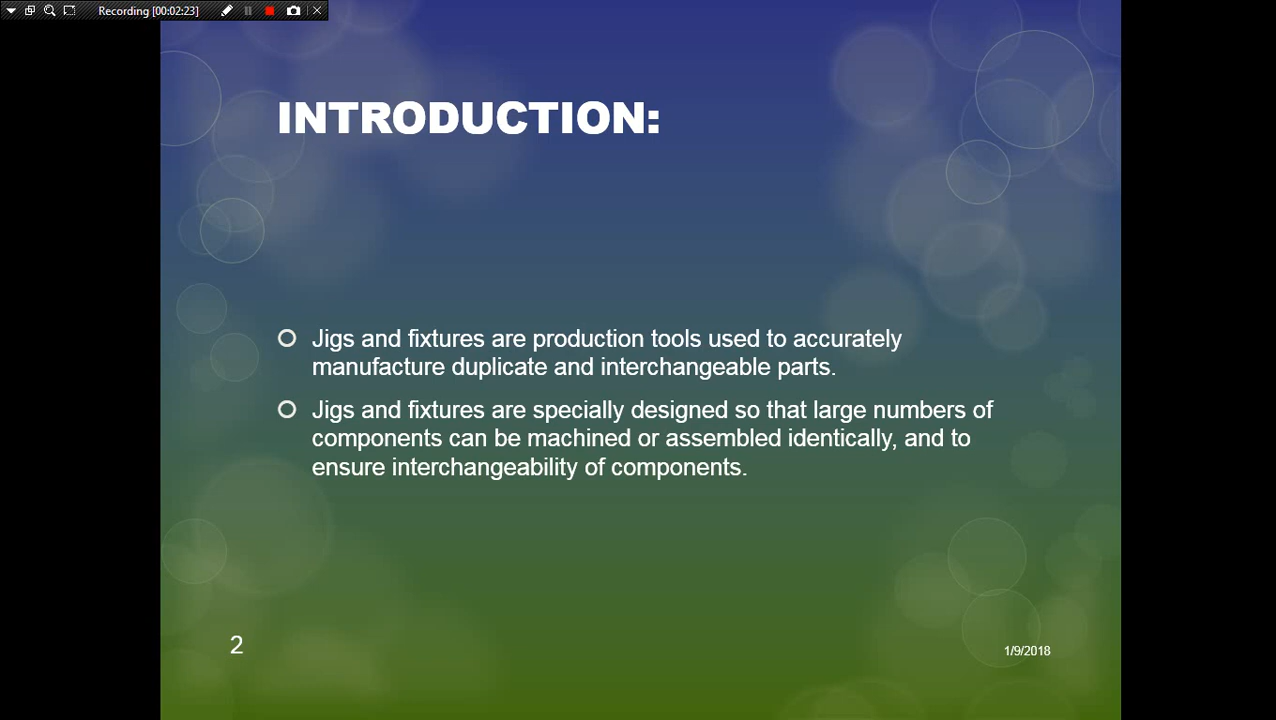 Recording [00:02:23]
INTRODUCTION:
Jigs and fixtures are production tools used to accurately
manufacture duplicate and interchangeable parts.
Jigs and fixtures are specially designed so that large numbers of
components can be machined or assembled identically, and to
ensure interchangeability of components.
2
1/9/2018